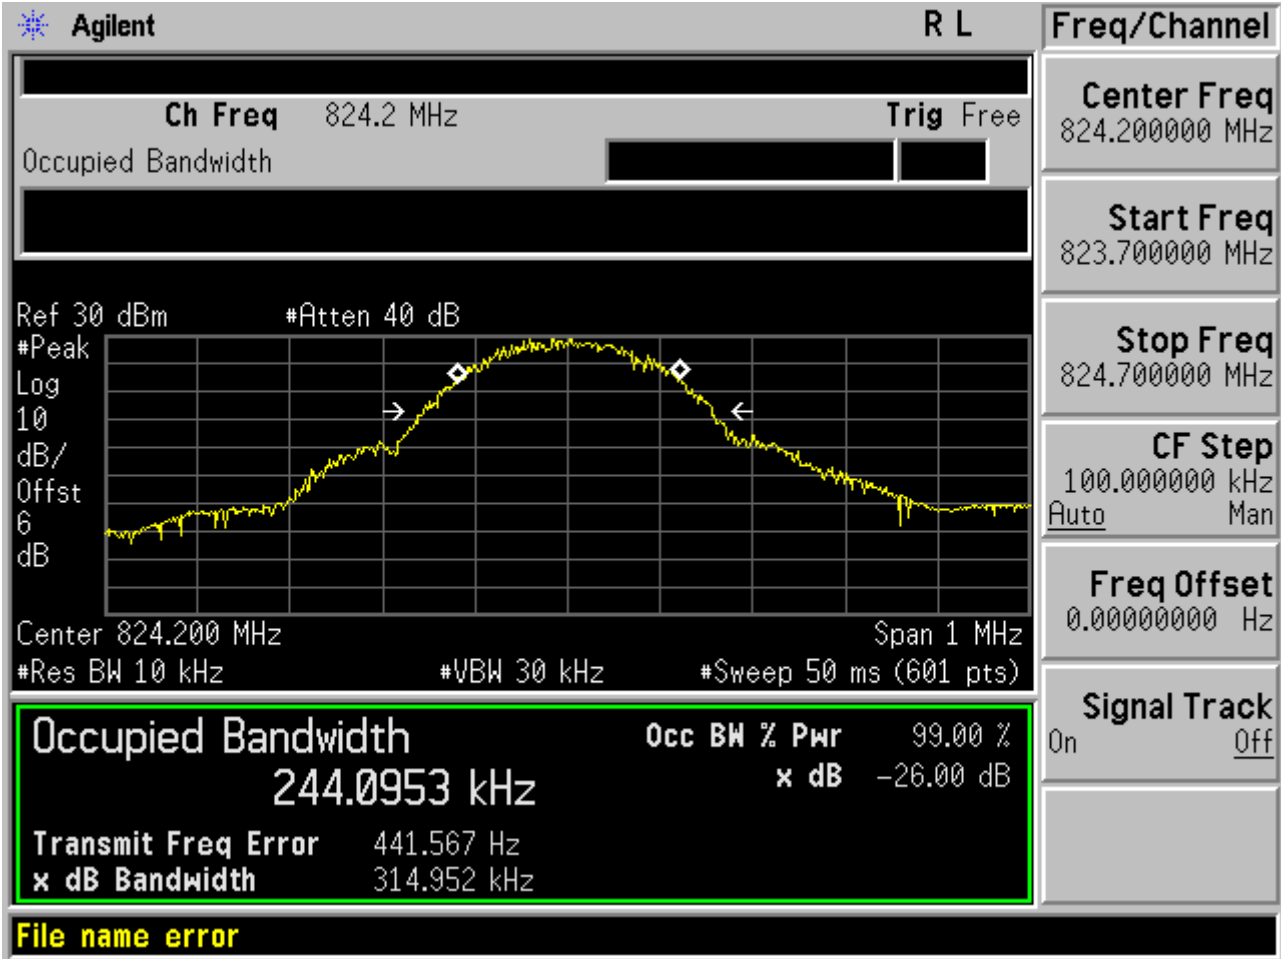 Agilent
R L
Freq/Channel
Ch Freq 824.2 MHz
Trig Free
Occupied Bandwidth
Center Freq
824.200000 MHz
Start Freq
823.700000 MHz
Stop Freq
824.700000 MHz
CF Step
100.000000 kHz
Auto Man
Freq Offset
0.00000000 Hz
Signal Track
On Off
Ref 30 dBm
#Atten 40 dB
#Peak
Log
10
dB/
Offst
6
dB
Center 824.200 MHz
Span 1 MHz
#Res BW 10 kHz
#VBW 30 kHz
#Sweep 50 ms (601 pts)
Occupied Bandwidth
244.0953 kHz
Occ BW % Pwr 99.00 %
x dB -26.00 dB
Transmit Freq Error 441.567 Hz
x dB Bandwidth 314.952 kHz
File name error